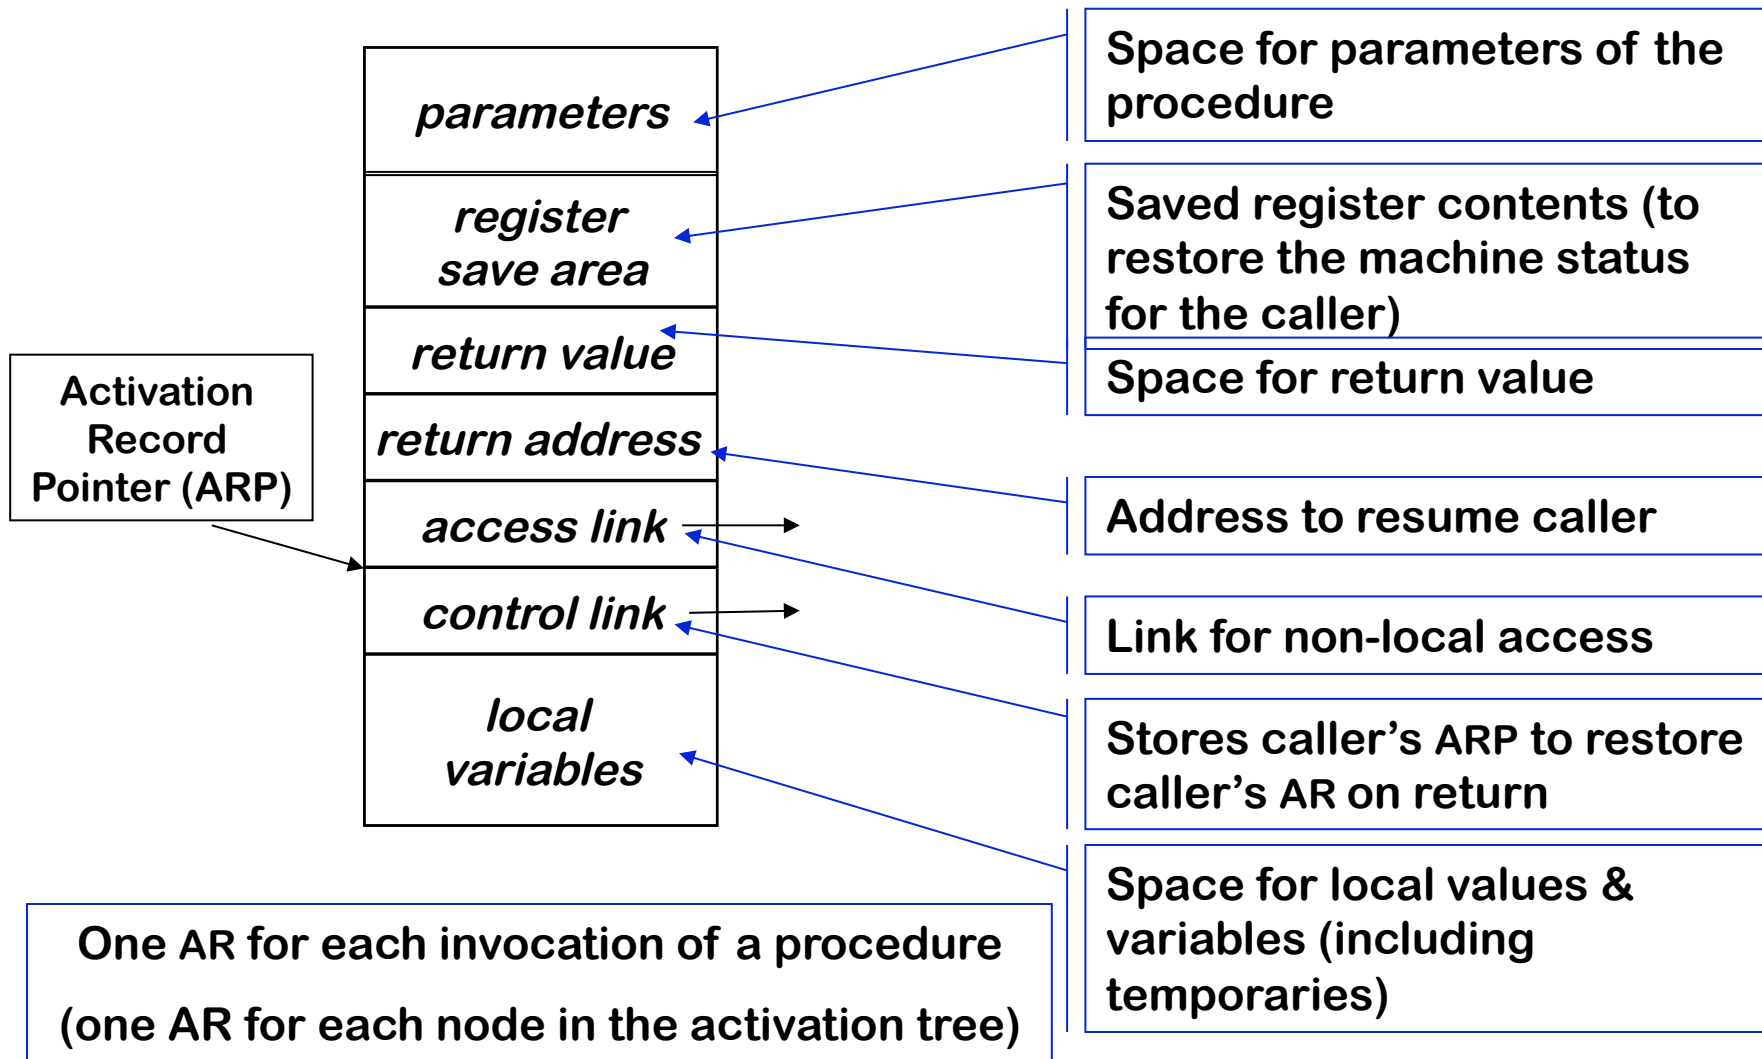 parameters
register
save area
return value
return address
access link
control link
local
variables
Activation
Record
Pointer (ARP)
Space for parameters of the
procedure
Saved register contents (to
restore the machine status
for the caller)
Space for return value
Address to resume caller
Link for non-local access
Stores caller’s ARP to restore
caller’s AR on return
Space for local values &
variables (including
temporaries)
One AR for each invocation of a procedure
(one AR for each node in the activation tree)